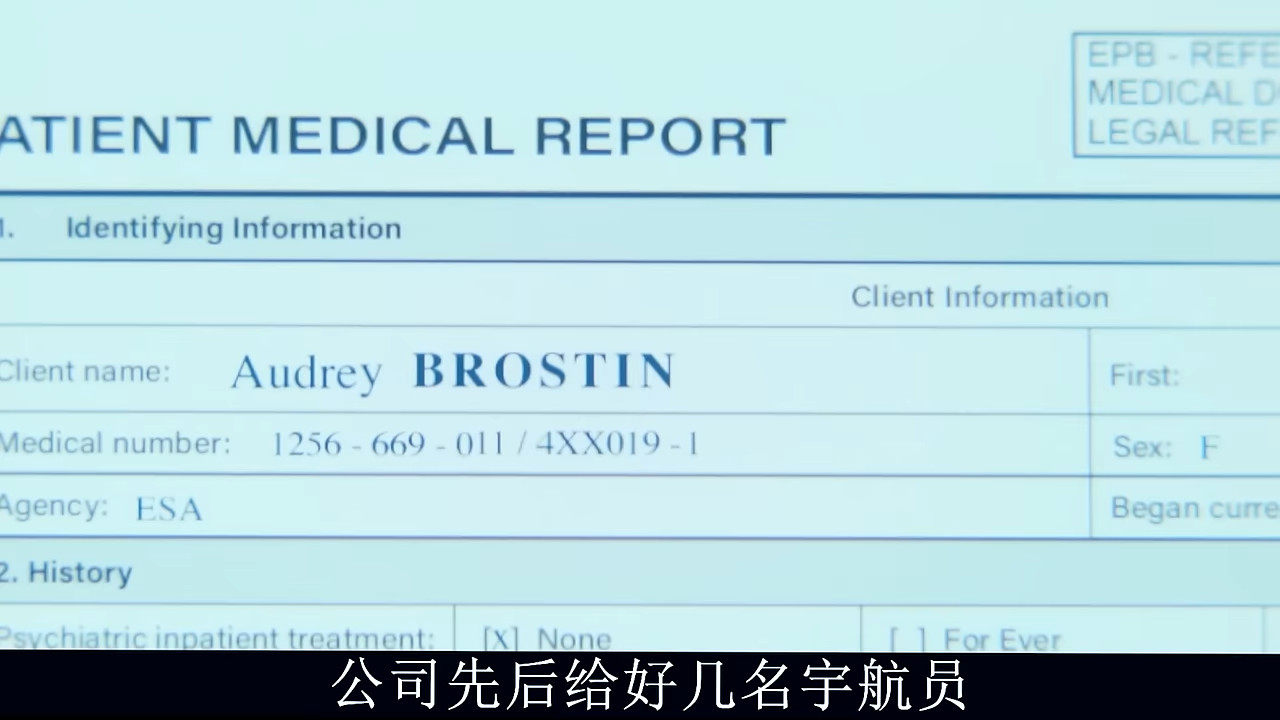 EPB - REFE
MEDICAL D
LEGAL REF
ATIENT MEDICAL REPORT
1. Identifying Information
Client Information
Client name: Audrey BROSTIN
First:
Medical number: 1256 - 669 - 011 / 4XX019 - 1
Sex: F
Agency: ESA
Began curre
2. History
Psychiatric inpatient treatment: [X] None [ ] For Ever
公司先后给好几名宇航员